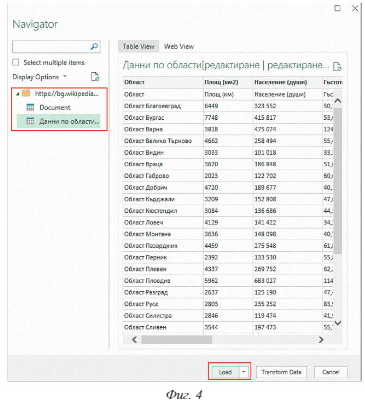 Navigator
Select multiple items
Display Options
https://bg.wikipedia...
Document
Данни по области...
Table View Web View
Данни по области[редактиране | редактиране...
Област Площ (км2) Население (души) Гъстот
Област Площ (км) Население (души) Гъс
Област Благоевград 6449 323 552 50,
Област Бургас 7748 415 817 53,
Област Варна 3818 475 074 124
Област Велико Търново 4662 258 494 55,
Област Видин 3033 101 018 33,
Област Враца 3620 186 848 51,
Област Габрово 2023 122 702 60,
Област Добрич 4720 189 677 40,
Област Кърджали 3209 152 808 47,
Област Кюстендил 3084 136 686 44,
Област Ловеч 4129 141 422 34,
Област Монтана 3636 148 098 40,
Област Пазарджик 4459 275 548 61,
Област Перник 2392 133 530 55,
Област Плевен 4337 269 752 62,
Област Пловдив 5962 683 027 114
Област Разград 2637 125 190 47,
Област Русе 2803 235 252 83,
Област Силистра 2846 119 474 41,
Област Сливен 3544 197 473 55,
Load Transform Data Cancel
Фиг. 4